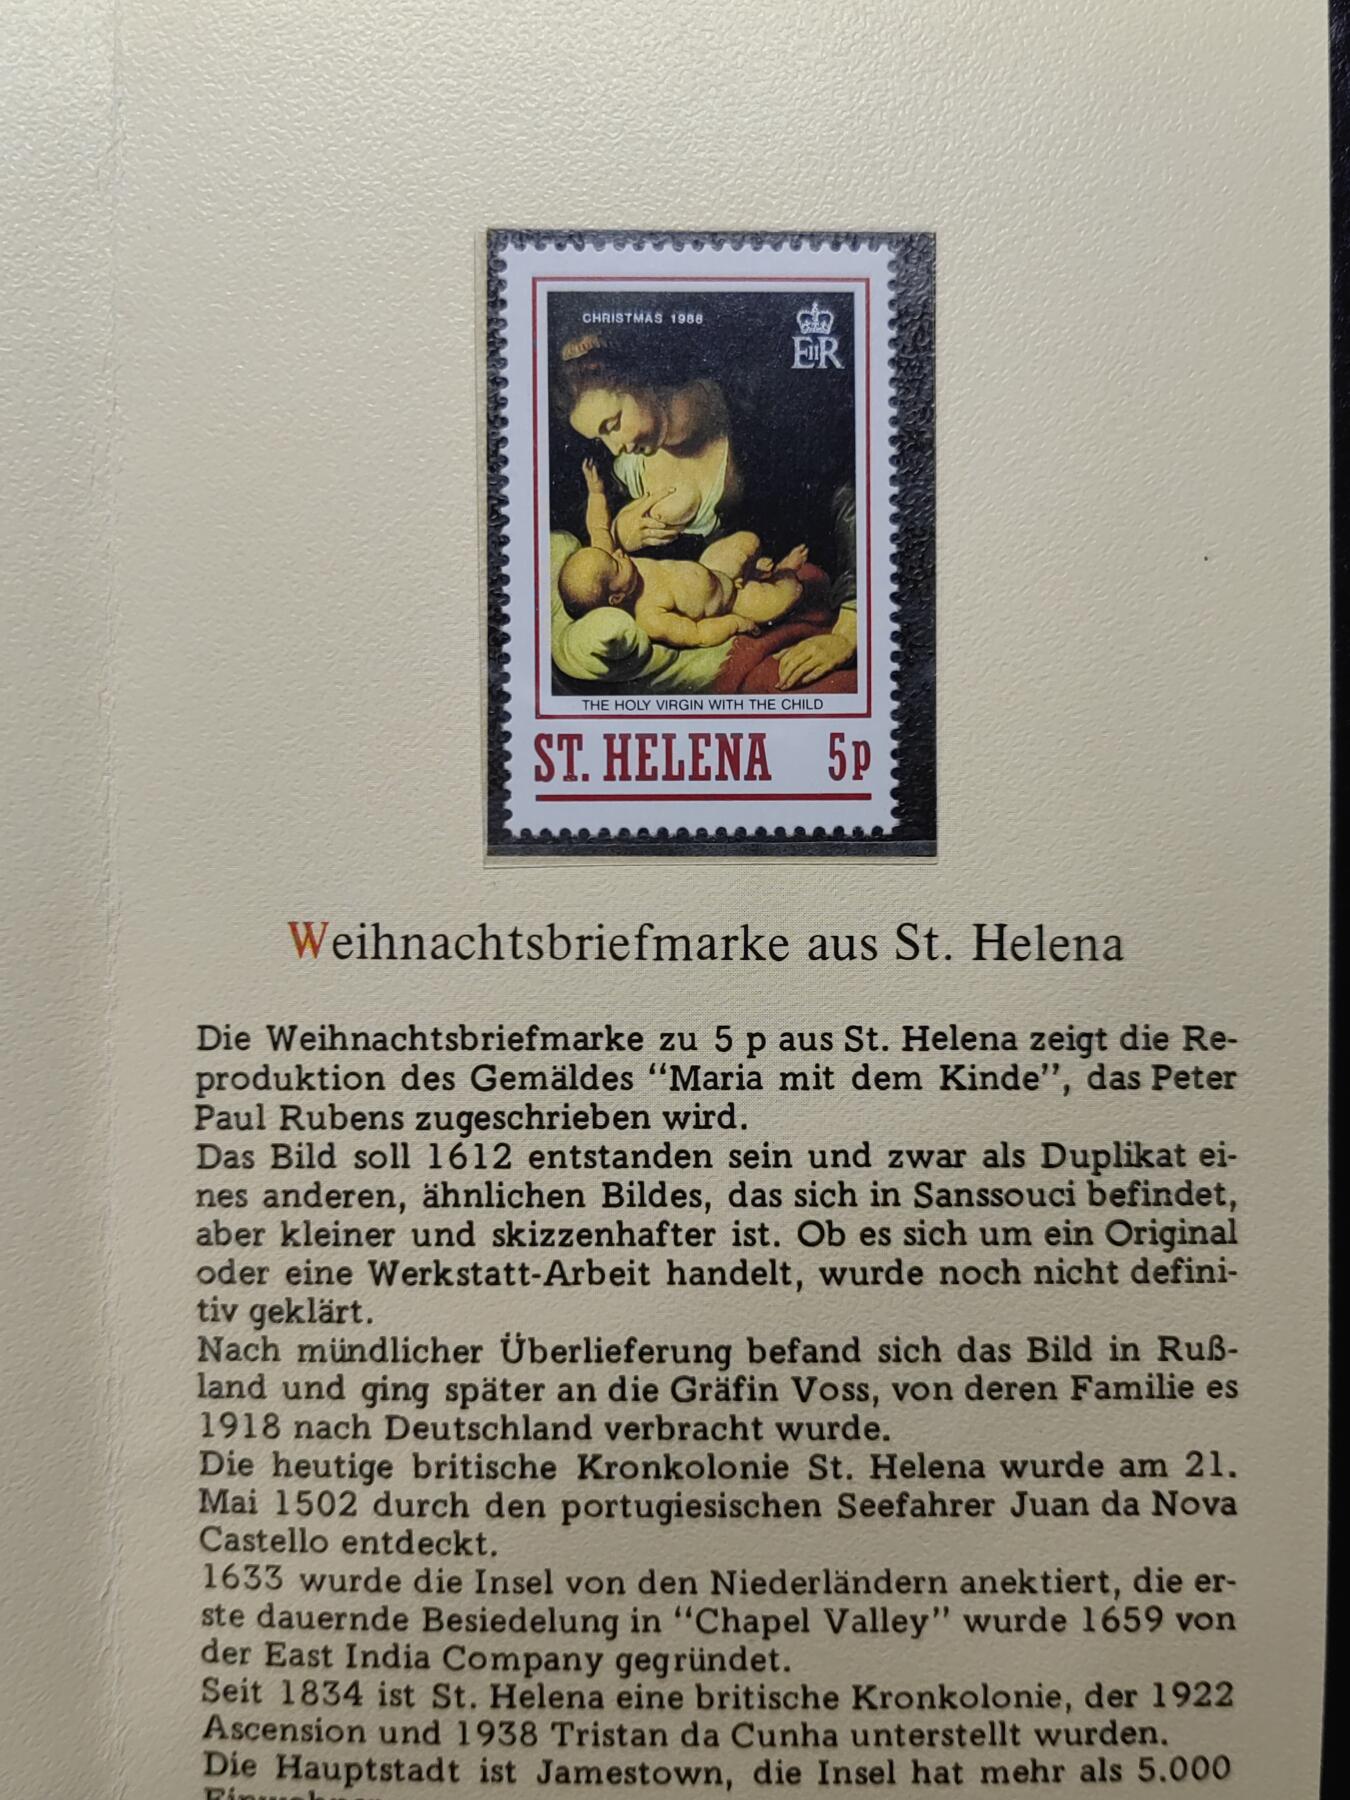 CHRISTMAS 1988
EIIR
THE HOLY VIRGIN WITH THE CHILD
ST. HELENA 5p
Weihnachtsbriefmarke aus St. Helena
Die Weihnachtsbriefmarke zu 5 p aus St. Helena zeigt die Re-
produktion des Gemäldes “Maria mit dem Kinde”, das Peter
Paul Rubens zugeschrieben wird.
Das Bild soll 1612 entstanden sein und zwar als Duplikat ei-
nes anderen, ähnlichen Bildes, das sich in Sanssouci befindet,
aber kleiner und skizzenhafter ist. Ob es sich um ein Original
oder eine Werkstatt-Arbeit handelt, wurde noch nicht defini-
tiv geklärt.
Nach mündlicher Überlieferung befand sich das Bild in Ruß-
land und ging später an die Gräfin Voss, von deren Familie es
1918 nach Deutschland verbracht wurde.
Die heutige britische Kronkolonie St. Helena wurde am 21.
Mai 1502 durch den portugiesischen Seefahrer Juan da Nova
Castello entdeckt.
1633 wurde die Insel von den Niederländern anektiert, die er-
ste dauernde Besiedelung in “Chapel Valley” wurde 1659 von
der East India Company gegründet.
Seit 1834 ist St. Helena eine britische Kronkolonie, der 1922
Ascension und 1938 Tristan da Cunha unterstellt wurden.
Die Hauptstadt ist Jamestown, die Insel hat mehr als 5.000